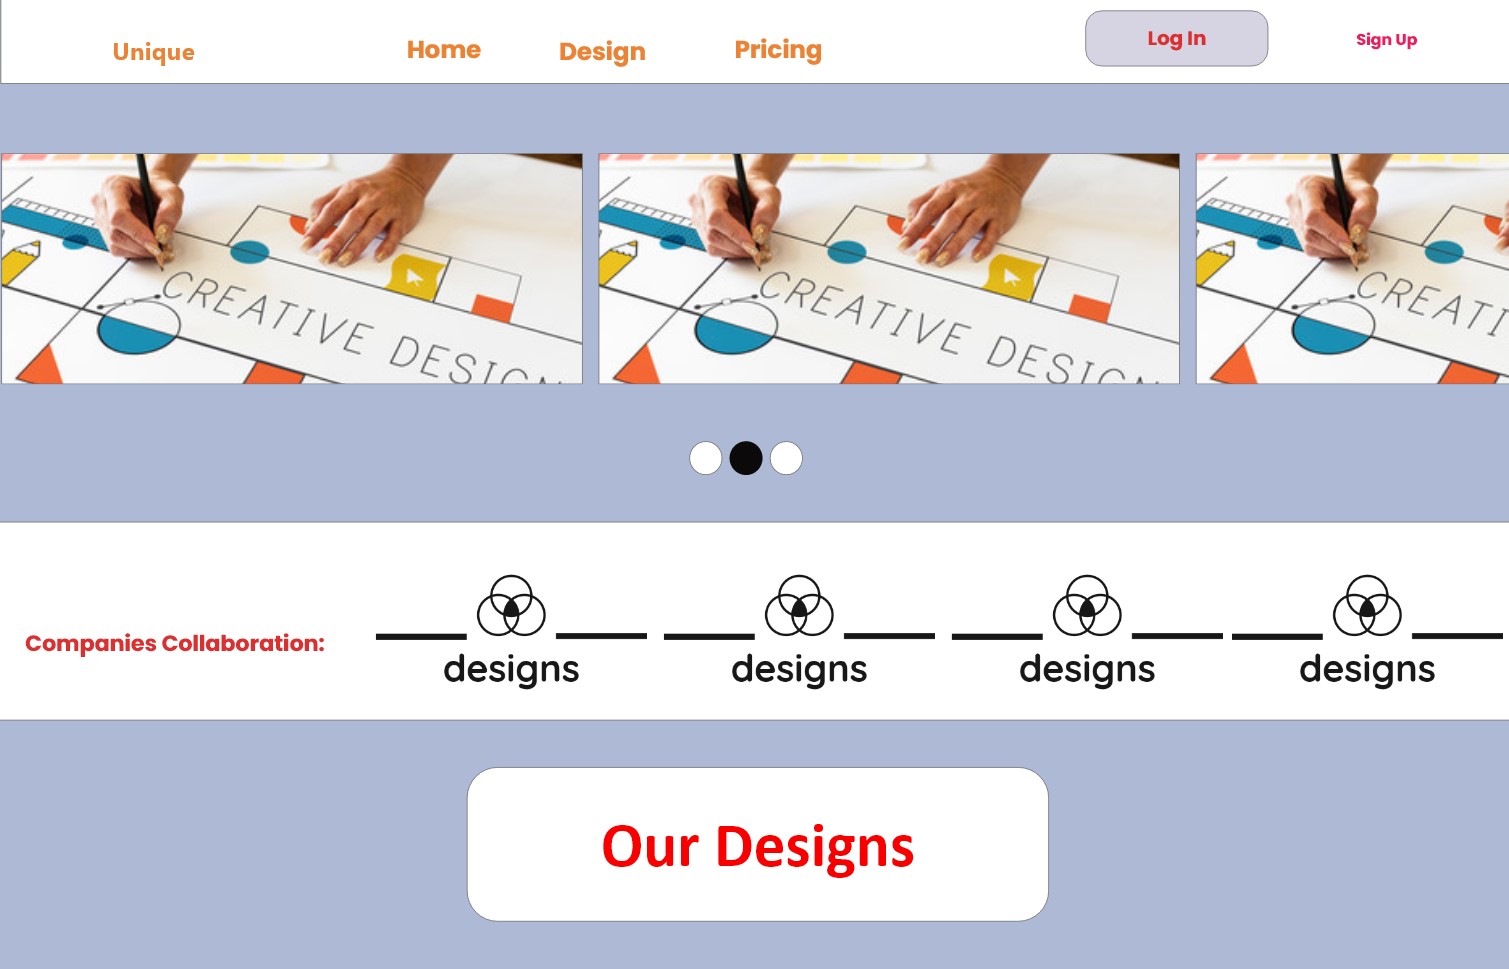 Unique
Home
Design
Pricing
Log In
Sign Up
CREATIVE DESIGN
CREATIVE DESIGN
CREATI
Companies Collaboration:
designs
designs
designs
designs
Our Designs